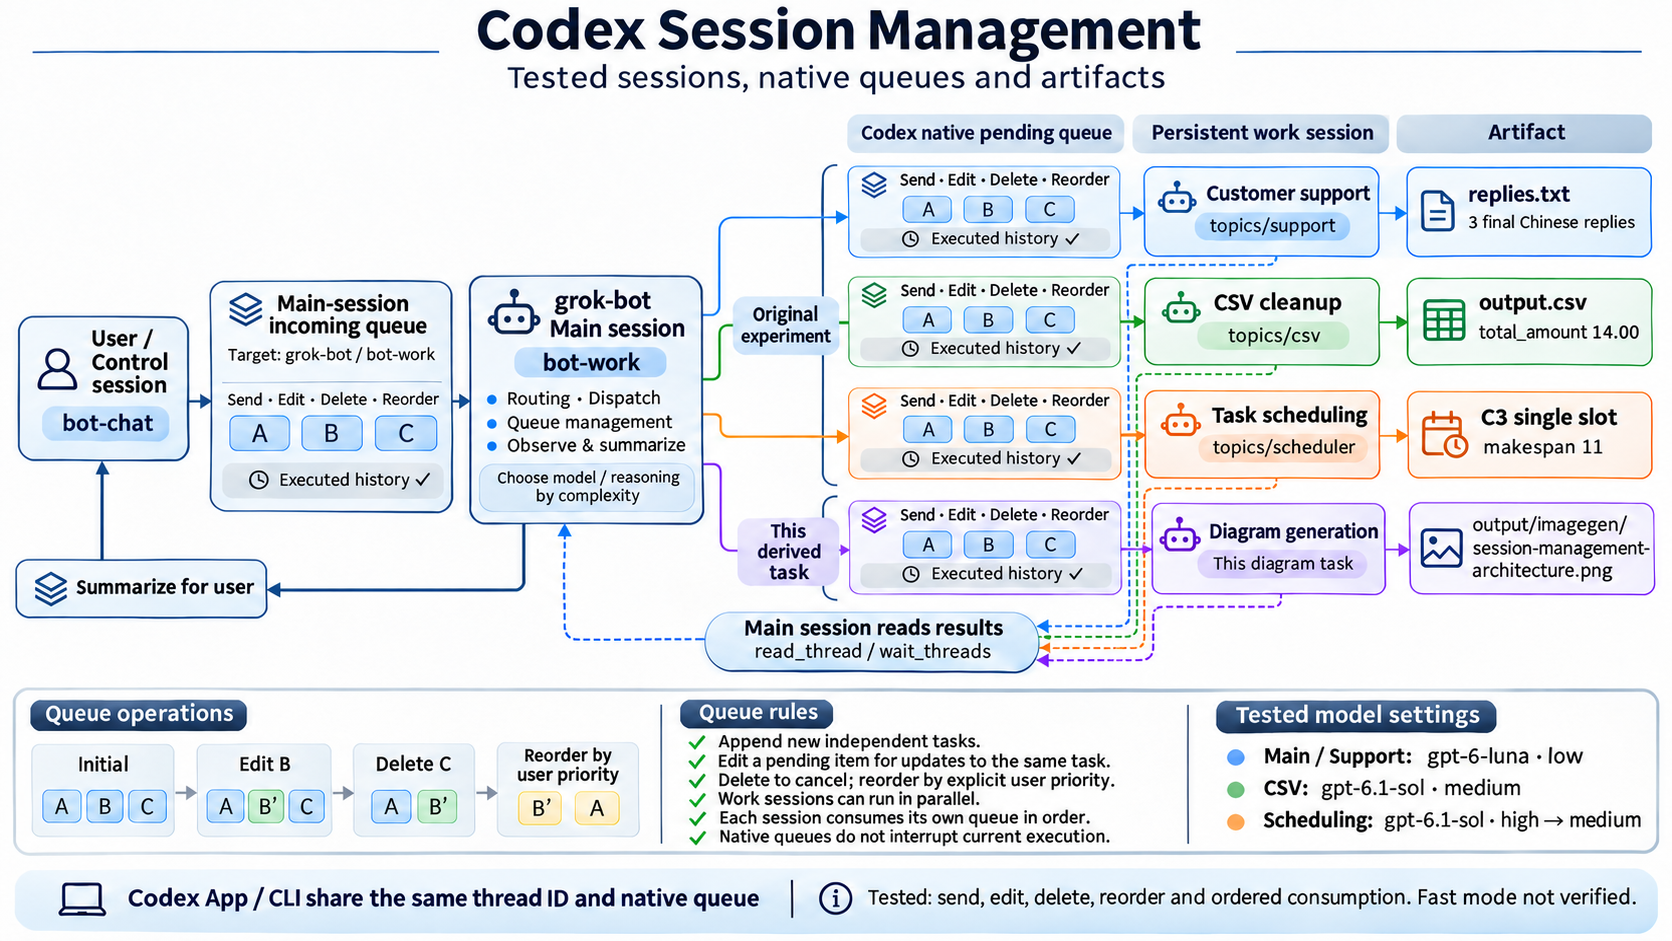 Codex Session Management
Tested sessions, native queues and artifacts
Codex native pending queue
Persistent work session
Artifact
User /
Control
session
bot-chat
Main-session
incoming queue
Target: grok-bot / bot-work
Send · Edit · Delete · Reorder
A B C
Executed history ✓
grok-bot
Main session
bot-work
Routing · Dispatch
Queue management
Observe & summarize
Choose model / reasoning
by complexity
Summarize for user
Original
experiment
This
derived
task
Send · Edit · Delete · Reorder
A B C
Executed history ✓
Customer support
topics/support
replies.txt
3 final Chinese replies
Send · Edit · Delete · Reorder
A B C
Executed history ✓
CSV cleanup
topics/csv
output.csv
total_amount 14.00
Send · Edit · Delete · Reorder
A B C
Executed history ✓
Task scheduling
topics/scheduler
C3 single slot
makespan 11
Send · Edit · Delete · Reorder
A B C
Executed history ✓
Diagram generation
This diagram task
output/imagegen/
session-management-
architecture.png
Main session reads results
read_thread / wait_threads
Queue operations
Initial
A B C
Edit B
A B’ C
Delete C
A B’
Reorder by
user priority
B’ A
Queue rules
✓ Append new independent tasks.
✓ Edit a pending item for updates to the same task.
✓ Delete to cancel; reorder by explicit user priority.
✓ Work sessions can run in parallel.
✓ Each session consumes its own queue in order.
✓ Native queues do not interrupt current execution.
Tested model settings
Main / Support: gpt-6-luna · low
CSV: gpt-6.1-sol · medium
Scheduling: gpt-6.1-sol · high → medium
Codex App / CLI share the same thread ID and native queue
Tested: send, edit, delete, reorder and ordered consumption. Fast mode not verified.